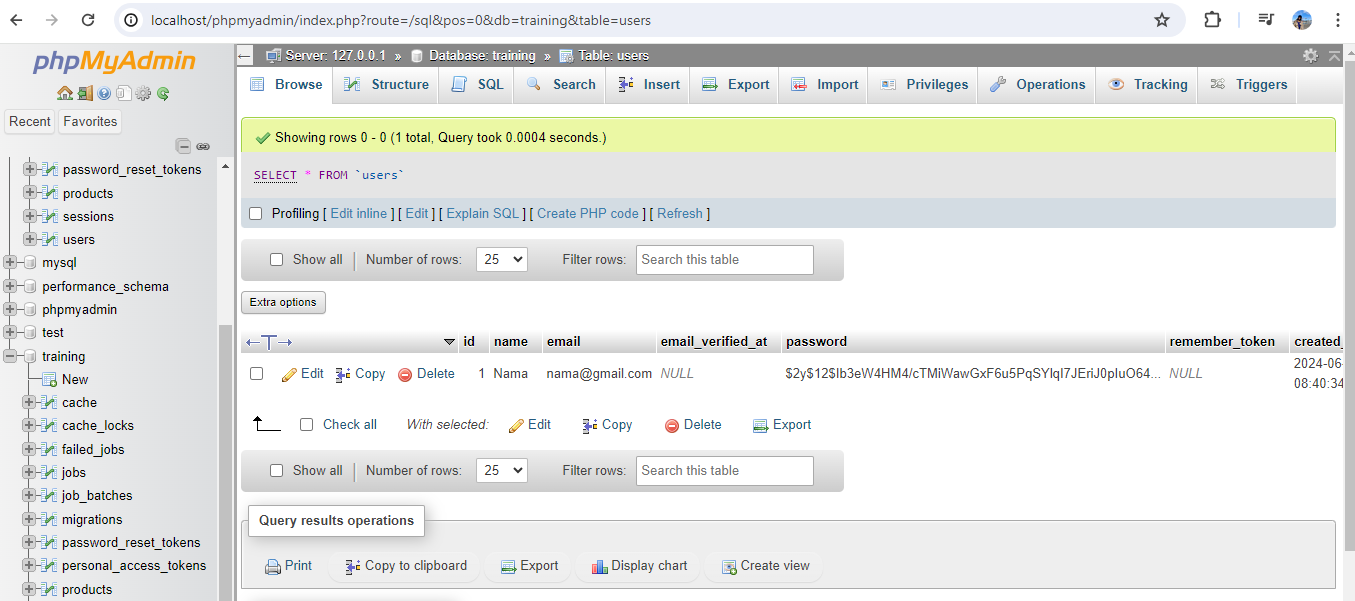 localhost/phpmyadmin/index.php?route=/sql&pos=0&db=training&table=users
phpMyAdmin
Recent Favorites
password_reset_tokens
products
sessions
users
mysql
performance_schema
phpmyadmin
test
training
New
cache
cache_locks
failed_jobs
jobs
job_batches
migrations
password_reset_tokens
personal_access_tokens
products
Server: 127.0.0.1 » Database: training » Table: users
Browse Structure SQL Search Insert Export Import Privileges Operations Tracking Triggers
Showing rows 0 - 0 (1 total, Query took 0.0004 seconds.)
SELECT * FROM `users`
Profiling [ Edit inline ] [ Edit ] [ Explain SQL ] [ Create PHP code ] [ Refresh ]
Show all | Number of rows: 25 Filter rows: Search this table
Extra options
id name email email_verified_at password remember_token created_
Edit Copy Delete 1 Nama nama@gmail.com NULL $2y$12$Ib3eW4HM4/cTMiWawGxF6u5PqSYIqI7JEriJ0pIuO64... NULL 2024-06-
08:40:34
Check all With selected: Edit Copy Delete Export
Show all | Number of rows: 25 Filter rows: Search this table
Query results operations
Print Copy to clipboard Export Display chart Create view